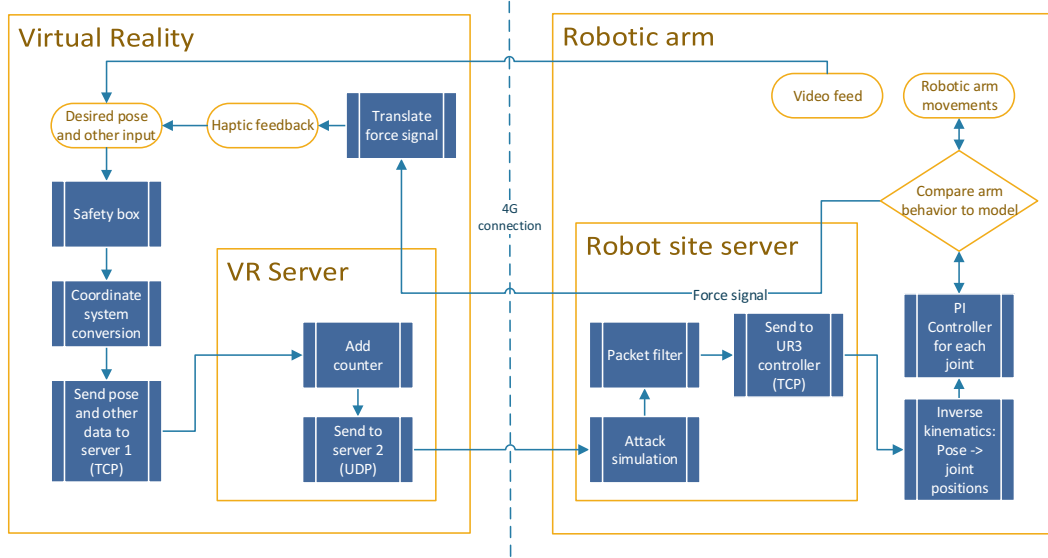 Virtual Reality
Desired pose
and other input
Haptic feedback
Translate
force signal
Safety box
Coordinate
system
conversion
Send pose
and other
data to
server 1
(TCP)
VR Server
Add
counter
Send to
server 2
(UDP)
4G
connection
Robotic arm
Video feed
Robotic arm
movements
Compare arm
behavior to model
Robot site server
Force signal
Packet filter
Send to
UR3
controller
(TCP)
Attack
simulation
PI
Controller
for each
joint
Inverse
kinematics:
Pose ->
joint
positions